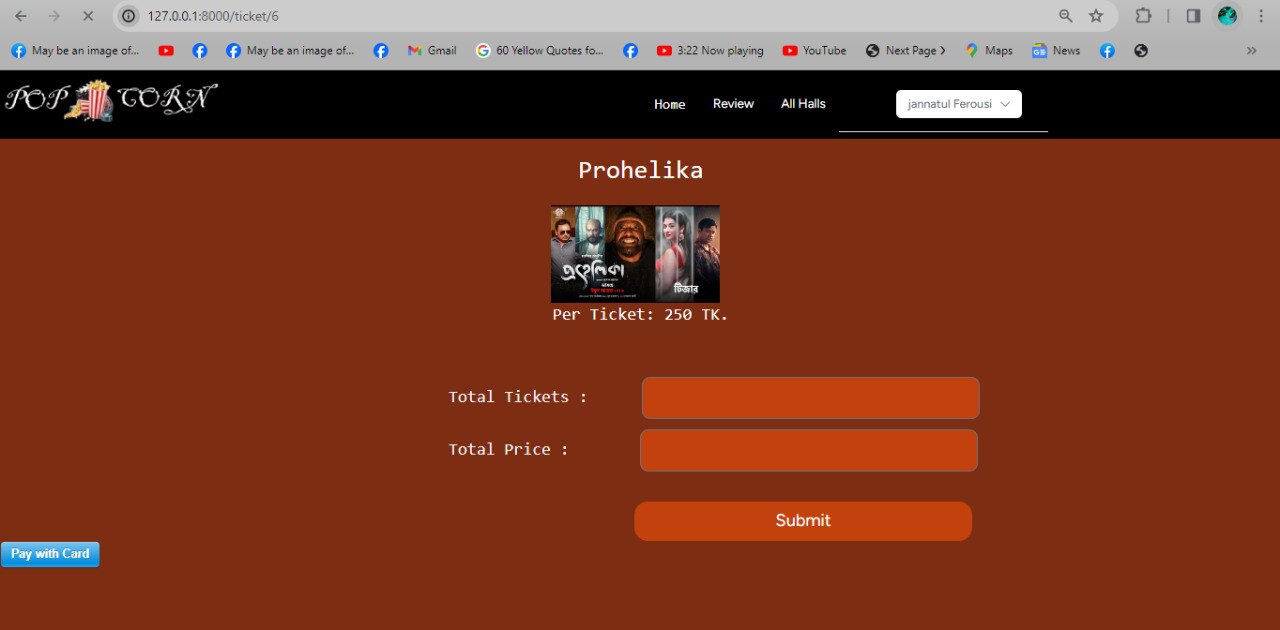 127.0.0.1:8000/ticket/6
May be an image of... May be an image of... Gmail 60 Yellow Quotes fo... 3:22 Now playing YouTube Next Page > Maps News »
POP CORN Home Review All Halls jannatul Ferousi
Prohelika
প্রহেলিকা
টিজার
Per Ticket: 250 TK.
Total Tickets :
Total Price :
Submit
Pay with Card